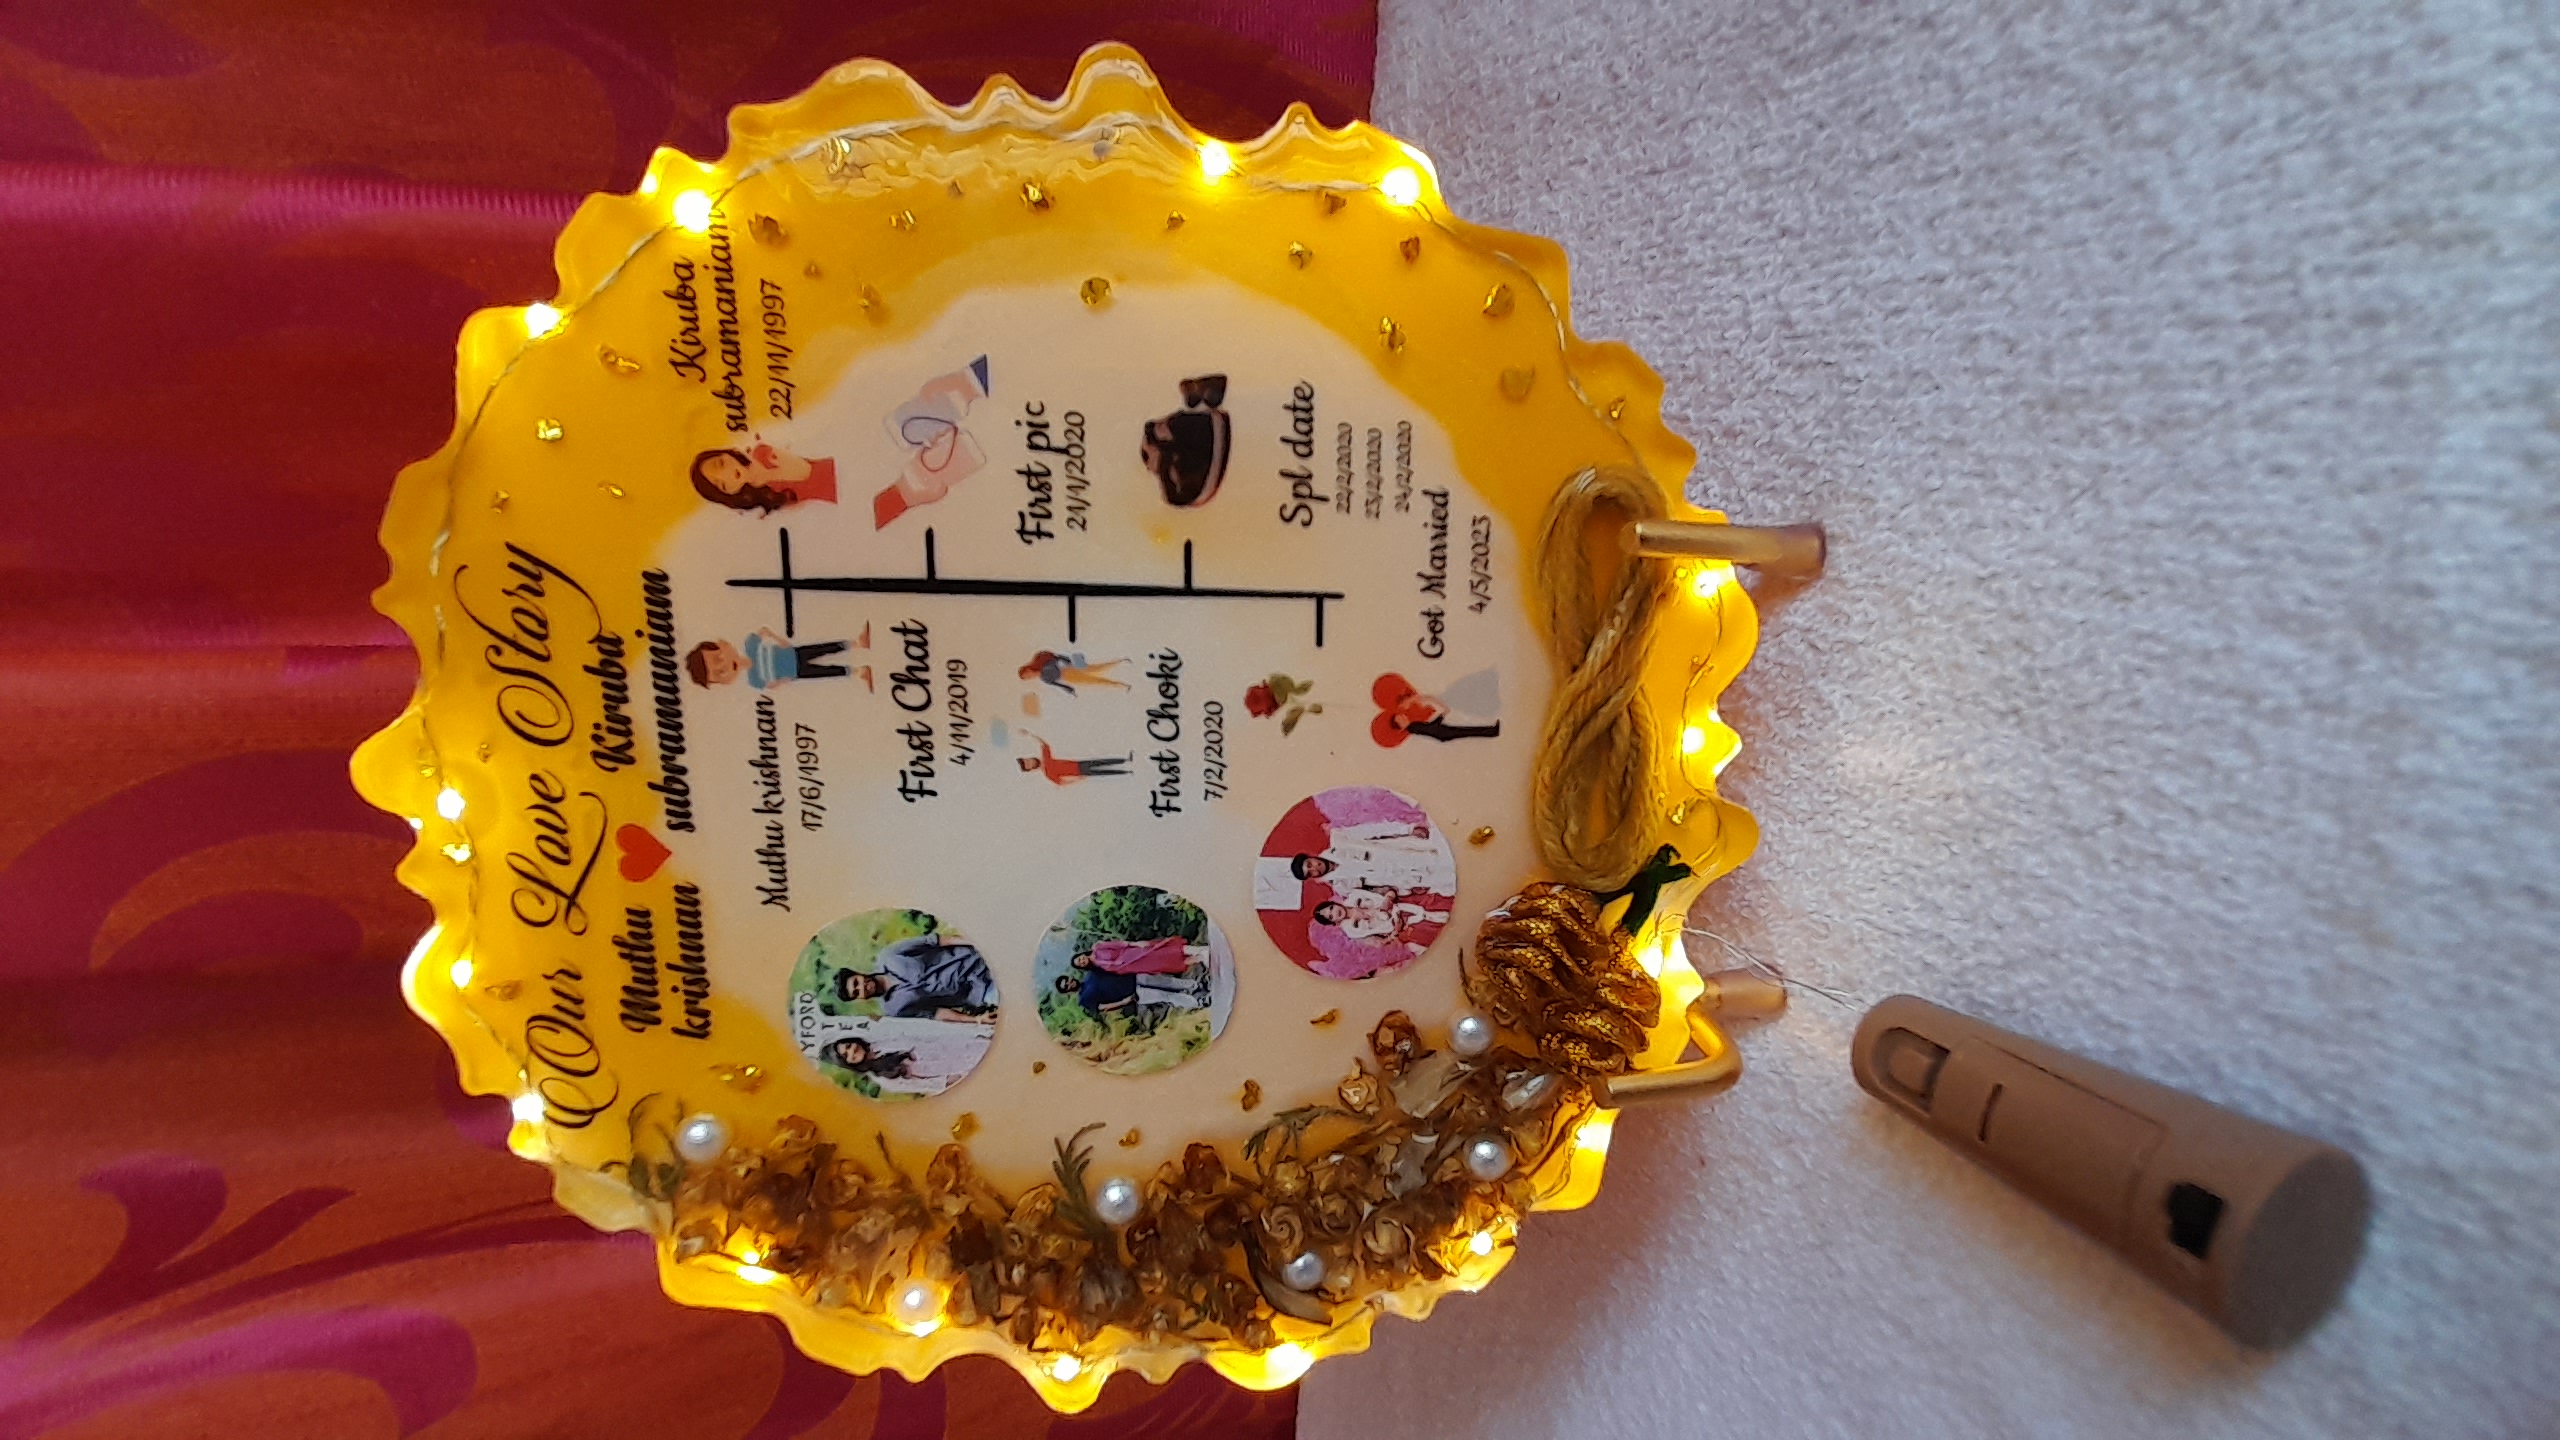 Our Love Story
Muthu
krishnan
Kiruba
subramaniam
Muthu krishnan
17/6/1997
Kiruba
subramaniam
22/11/1997
YFORD
TEA
First Chat
4/11/2019
First pic
21/1/2020
First Choki
7/2/2020
Spl date
22/2/2020
23/2/2020
24/2/2020
Got Married
4/5/2023